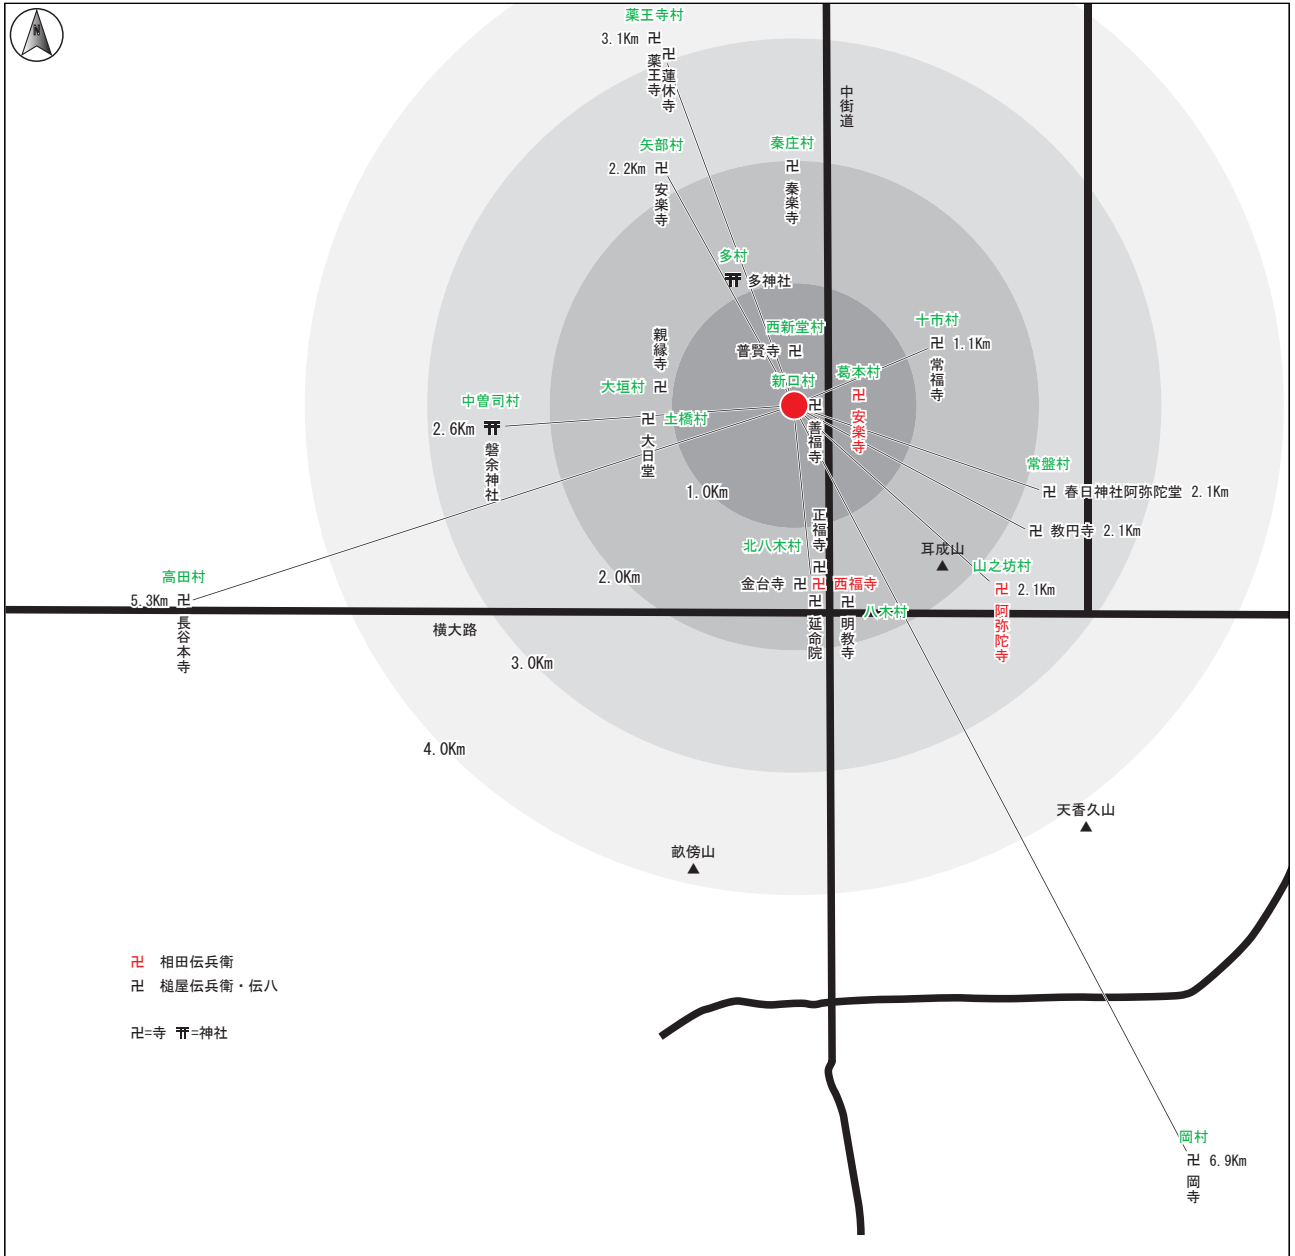 N
薬王寺村
3.1Km 卍
卍
薬王寺
蓮休寺
中街道
矢部村
2.2Km 卍
安楽寺
秦庄村
卍
秦楽寺
多村
多神社
西新堂村
普賢寺 卍
十市村
卍 1.1Km
常福寺
親縁寺
大垣村 卍
新口村
卍
善福寺
葛本村
卍
安楽寺
中曽司村
2.6Km
磐余神社
卍 土橋村
大日堂
常盤村
卍 春日神社阿弥陀堂 2.1Km
卍 教円寺 2.1Km
1.0Km
正福寺
卍
北八木村
金台寺 卍
卍 西福寺
卍
延命院
卍
明教寺
八木村
耳成山
山之坊村
卍 2.1Km
阿弥陀寺
2.0Km
高田村
5.3Km 卍
長谷本寺
横大路
3.0Km
4.0Km
天香久山
畝傍山
卍 相田伝兵衛
卍 槌屋伝兵衛・伝八
卍=寺 =神社
岡村
卍 6.9Km
岡寺